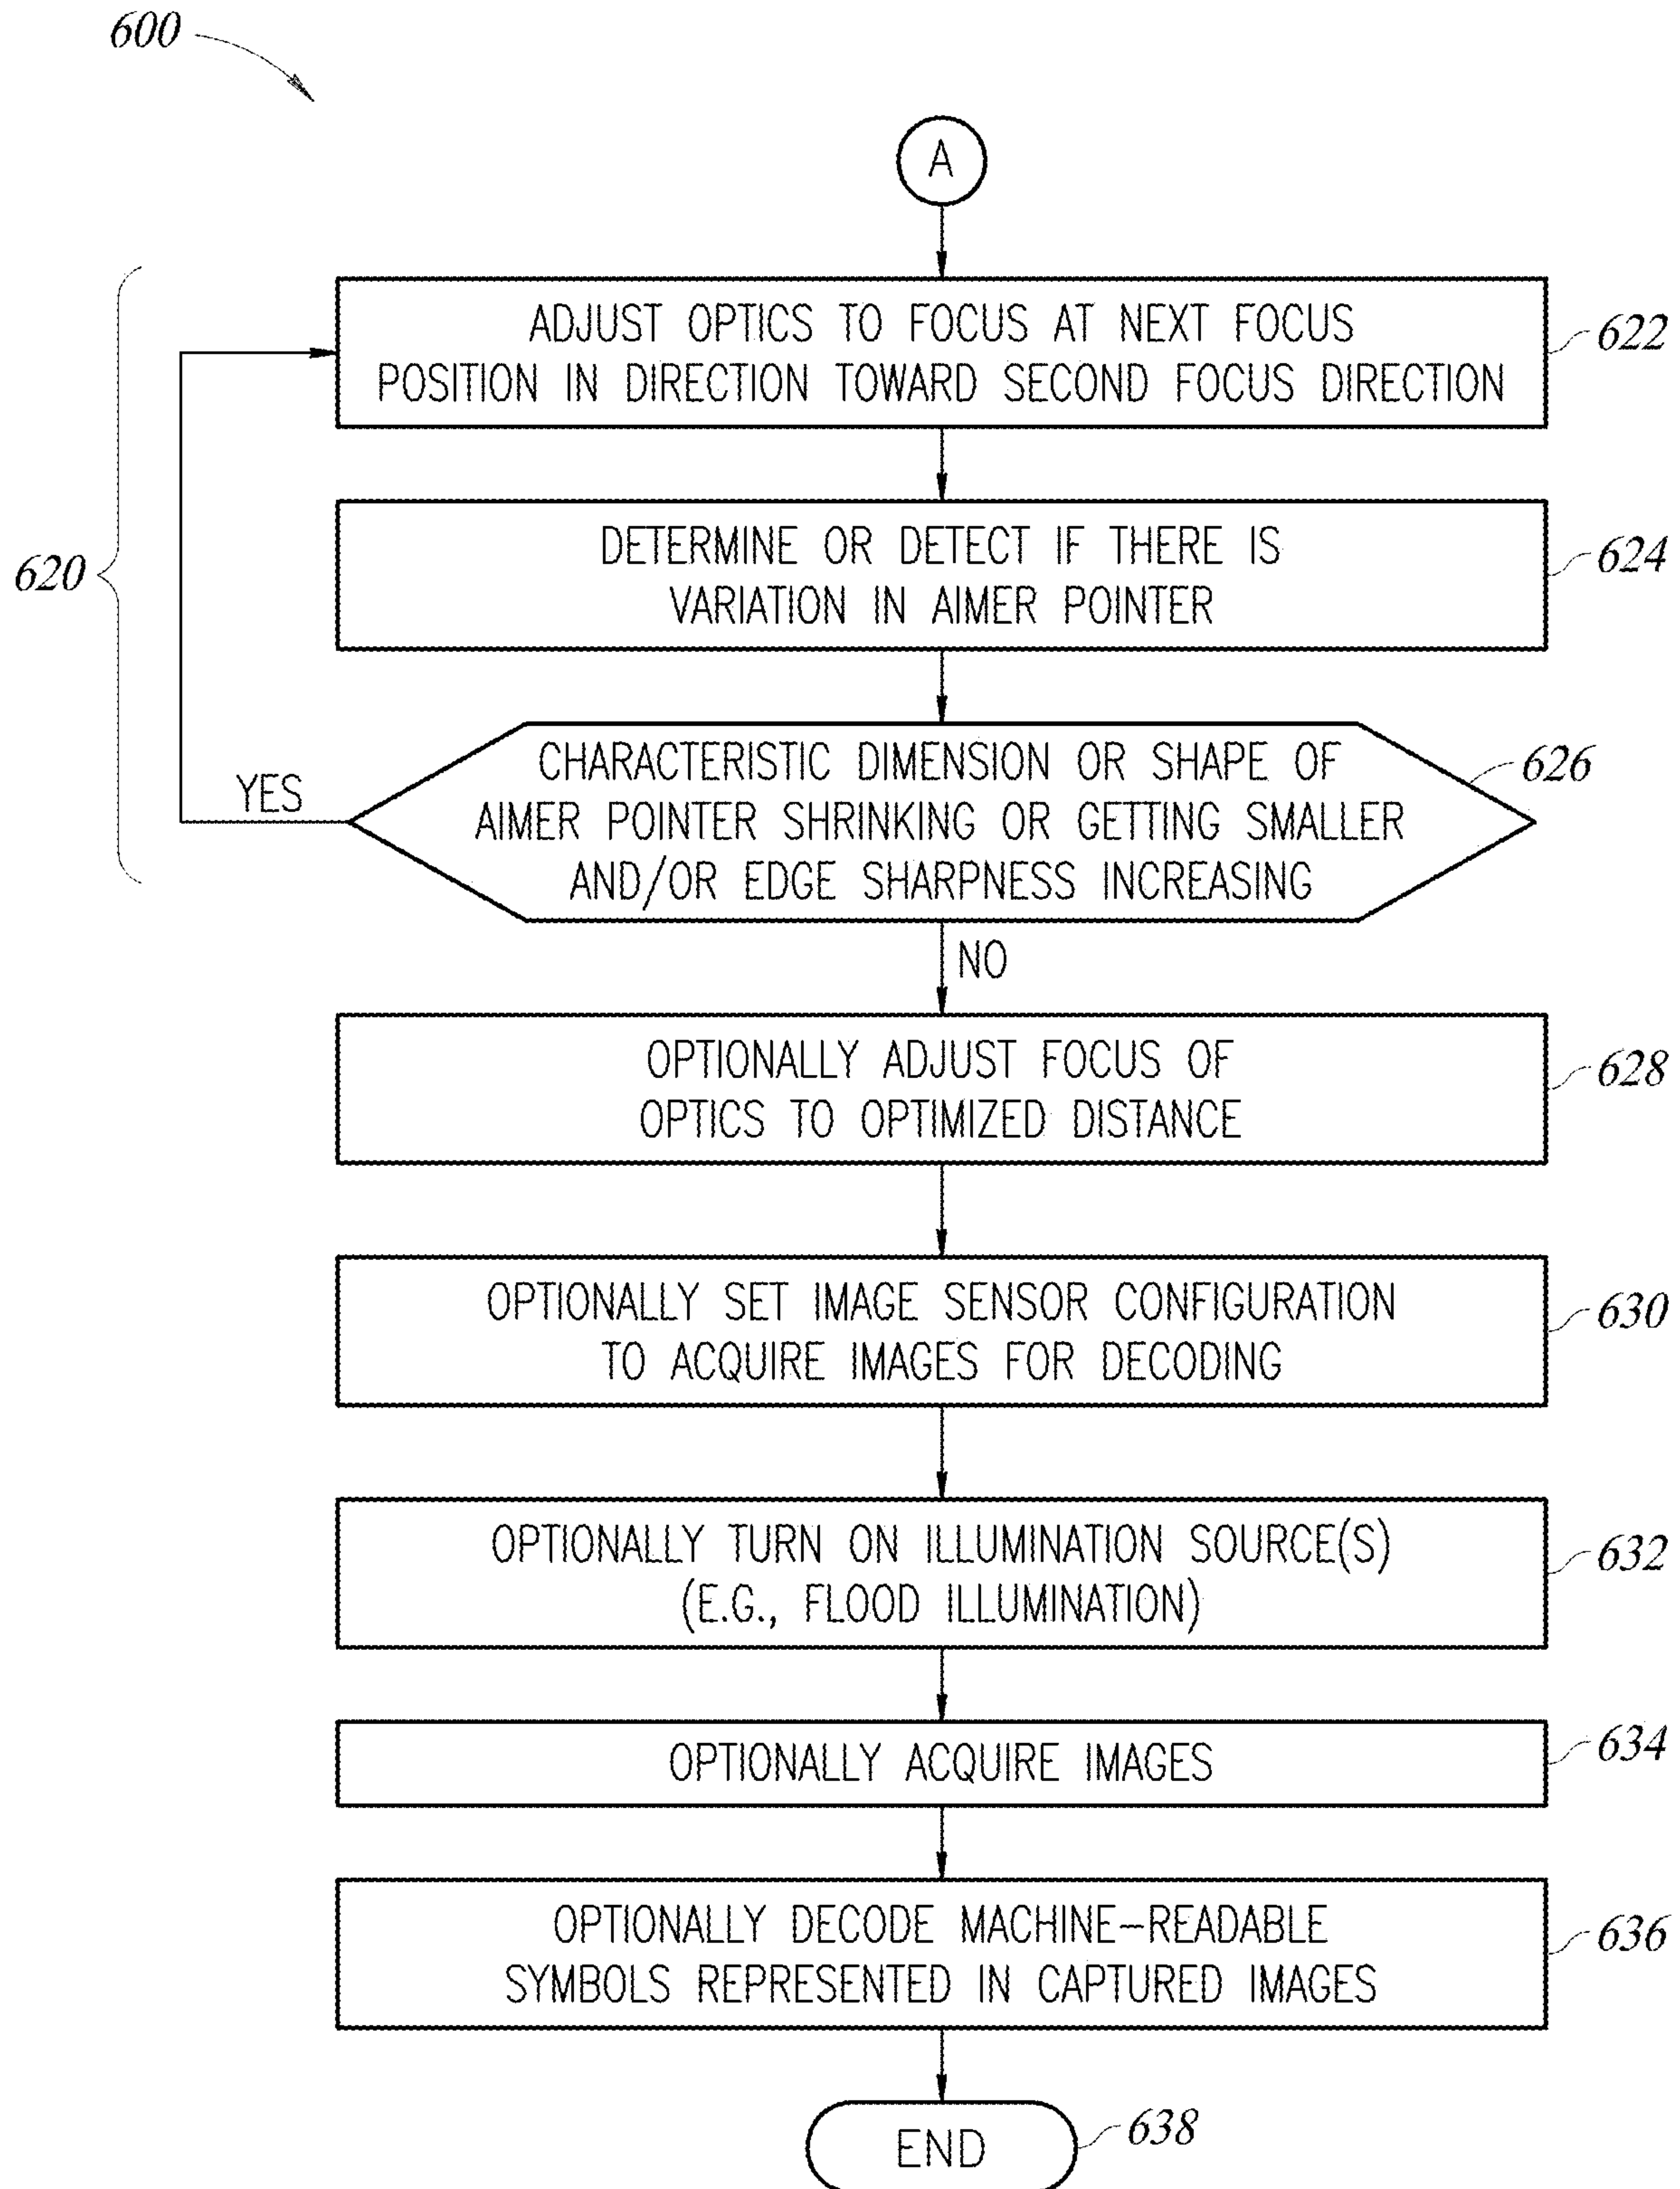 600
A
ADJUST OPTICS TO FOCUS AT NEXT FOCUS
POSITION IN DIRECTION TOWARD SECOND FOCUS DIRECTION
622
620
DETERMINE OR DETECT IF THERE IS
VARIATION IN AIMER POINTER
624
YES
CHARACTERISTIC DIMENSION OR SHAPE OF
AIMER POINTER SHRINKING OR GETTING SMALLER
AND/OR EDGE SHARPNESS INCREASING
626
NO
OPTIONALLY ADJUST FOCUS OF
OPTICS TO OPTIMIZED DISTANCE
628
OPTIONALLY SET IMAGE SENSOR CONFIGURATION
TO ACQUIRE IMAGES FOR DECODING
630
OPTIONALLY TURN ON ILLUMINATION SOURCE(S)
(E.G., FLOOD ILLUMINATION)
632
OPTIONALLY ACQUIRE IMAGES
634
OPTIONALLY DECODE MACHINE-READABLE
SYMBOLS REPRESENTED IN CAPTURED IMAGES
636
END
638